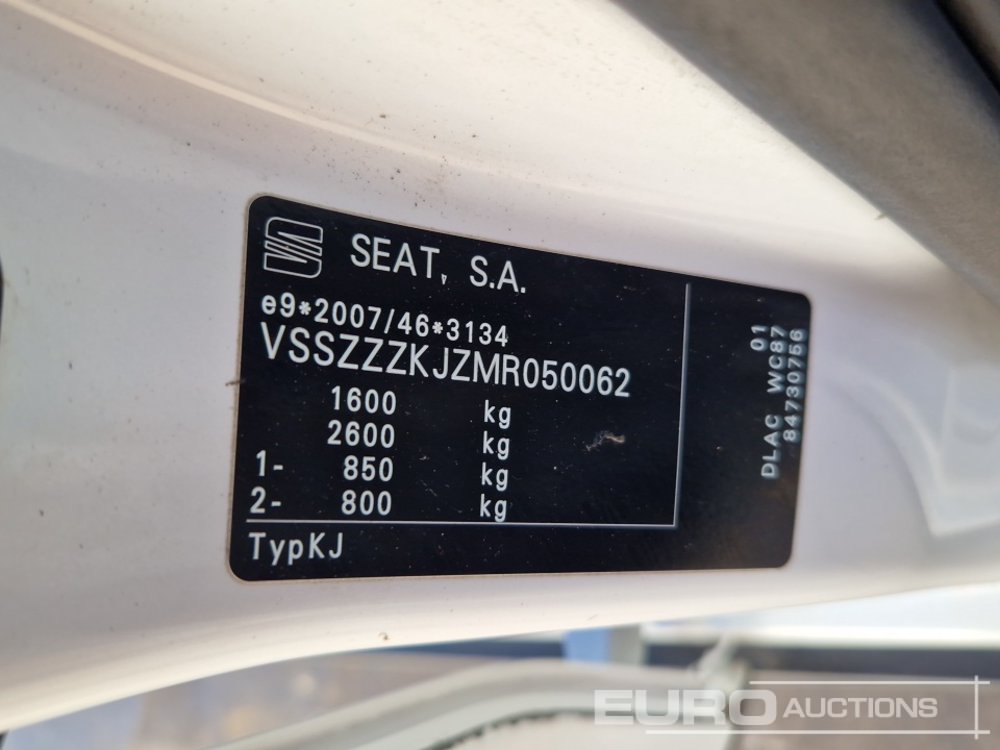 SEAT, S.A.
e9*2007/46*3134
VSSZZZKJZMR050062
1600 kg
2600 kg
1- 850 kg
2- 800 kg
TypKJ
01
DLAC WC87
84730756
EURO AUCTIONS